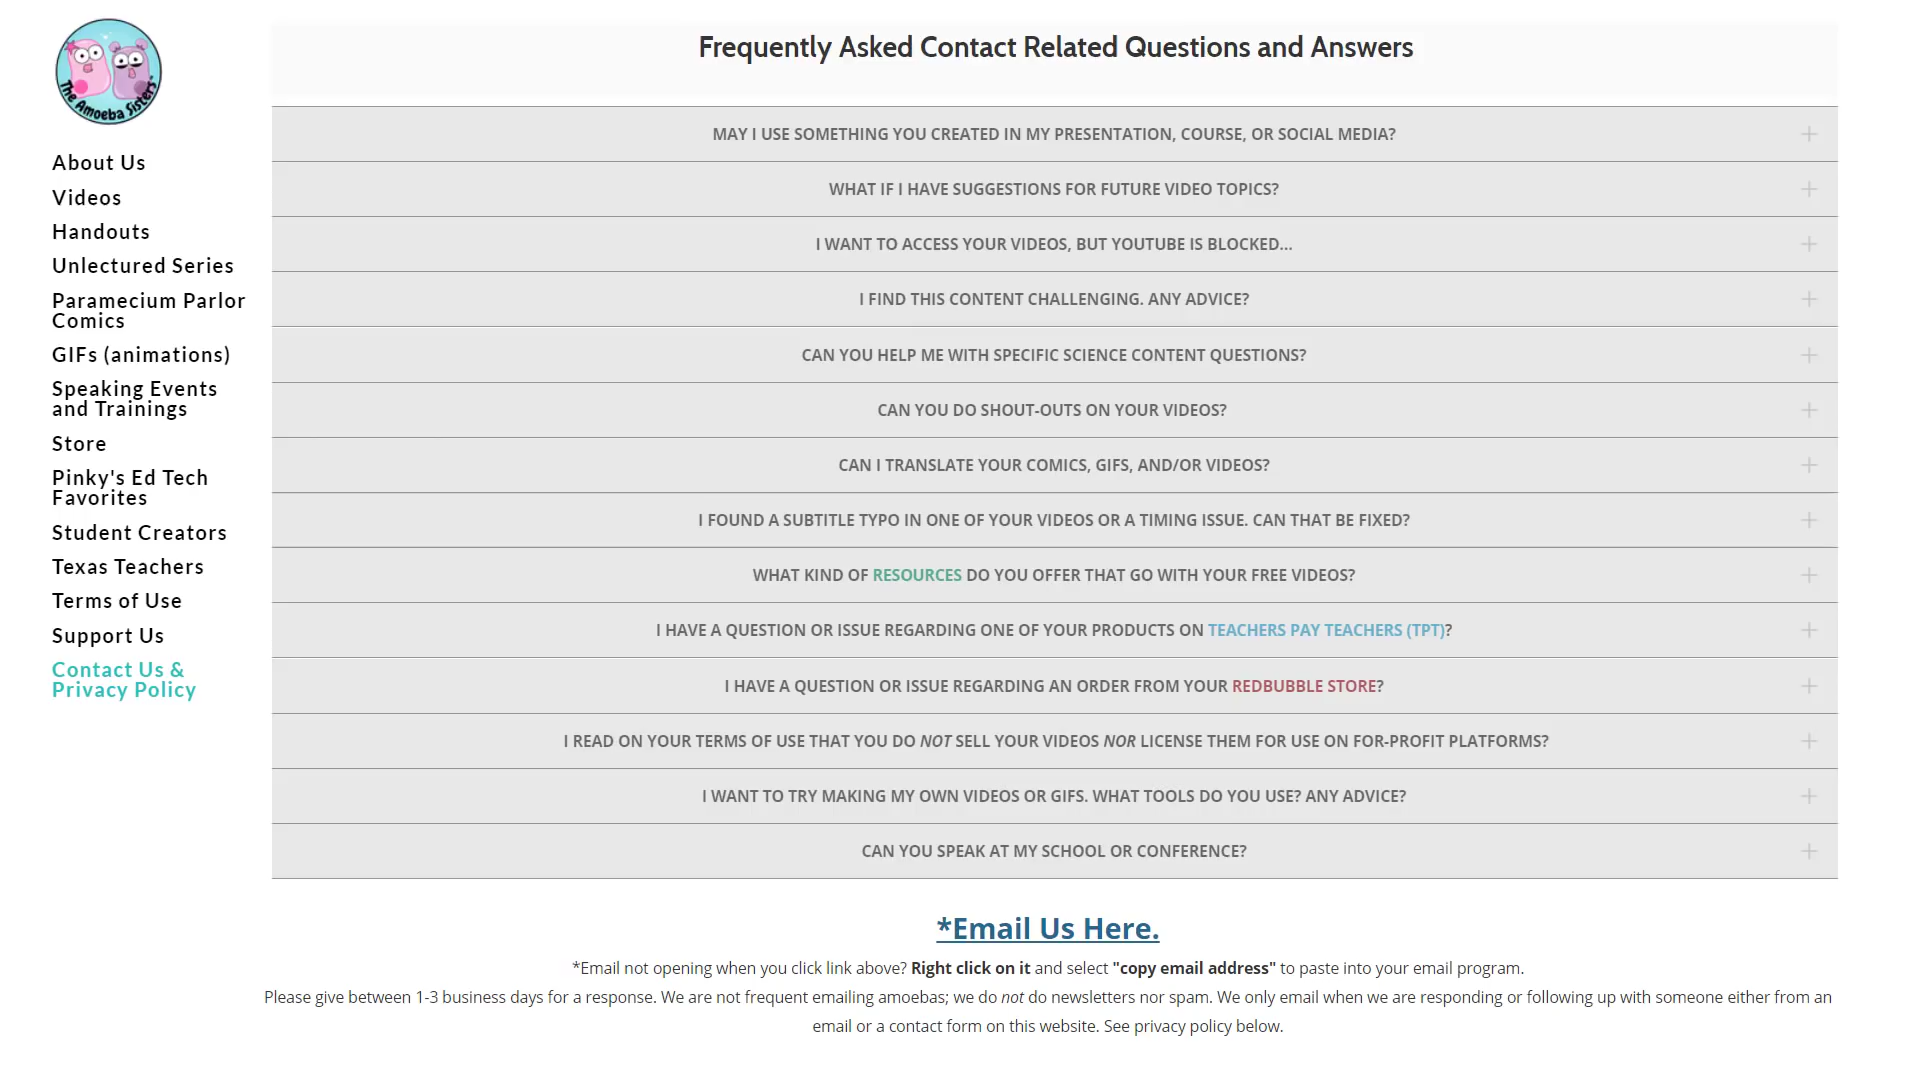 The Amoeba Sisters
About Us
Videos
Handouts
Unlectured Series
Paramecium Parlor
Comics
GIFs (animations)
Speaking Events
and Trainings
Store
Pinky's Ed Tech
Favorites
Student Creators
Texas Teachers
Terms of Use
Support Us
Contact Us &
Privacy Policy
Frequently Asked Contact Related Questions and Answers
MAY I USE SOMETHING YOU CREATED IN MY PRESENTATION, COURSE, OR SOCIAL MEDIA?
WHAT IF I HAVE SUGGESTIONS FOR FUTURE VIDEO TOPICS?
I WANT TO ACCESS YOUR VIDEOS, BUT YOUTUBE IS BLOCKED...
I FIND THIS CONTENT CHALLENGING. ANY ADVICE?
CAN YOU HELP ME WITH SPECIFIC SCIENCE CONTENT QUESTIONS?
CAN YOU DO SHOUT-OUTS ON YOUR VIDEOS?
CAN I TRANSLATE YOUR COMICS, GIFS, AND/OR VIDEOS?
I FOUND A SUBTITLE TYPO IN ONE OF YOUR VIDEOS OR A TIMING ISSUE. CAN THAT BE FIXED?
WHAT KIND OF RESOURCES DO YOU OFFER THAT GO WITH YOUR FREE VIDEOS?
I HAVE A QUESTION OR ISSUE REGARDING ONE OF YOUR PRODUCTS ON TEACHERS PAY TEACHERS (TPT)?
I HAVE A QUESTION OR ISSUE REGARDING AN ORDER FROM YOUR REDBUBBLE STORE?
I READ ON YOUR TERMS OF USE THAT YOU DO NOT SELL YOUR VIDEOS NOR LICENSE THEM FOR USE ON FOR-PROFIT PLATFORMS?
I WANT TO TRY MAKING MY OWN VIDEOS OR GIFS. WHAT TOOLS DO YOU USE? ANY ADVICE?
CAN YOU SPEAK AT MY SCHOOL OR CONFERENCE?
*Email Us Here.
*Email not opening when you click link above? Right click on it and select "copy email address" to paste into your email program.
Please give between 1-3 business days for a response. We are not frequent emailing amoebas; we do not do newsletters nor spam. We only email when we are responding or following up with someone either from an
email or a contact form on this website. See privacy policy below.